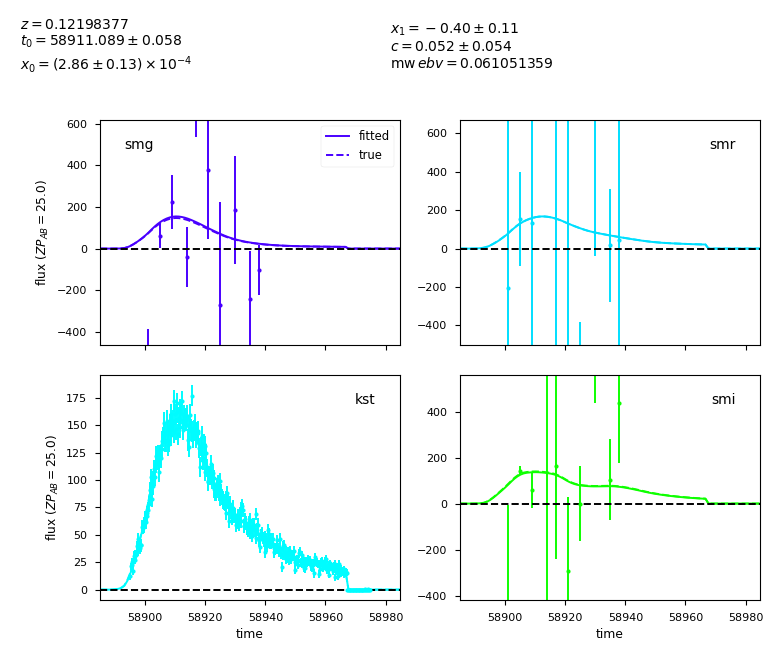 z = 0.12198377
t₀ = 58911.089 ± 0.058
x₀ = (2.86 ± 0.13) × 10⁻⁴
x₁ = −0.40 ± 0.11
c = 0.052 ± 0.054
mw ebv = 0.061051359
smg
fitted
true
600
400
200
0
−200
−400
flux (ZP_AB = 25.0)
smr
600
400
200
0
−200
−400
kst
175
150
125
100
75
50
25
0
flux (ZP_AB = 25.0)
58900
58920
58940
58960
58980
time
smi
400
200
0
−200
−400
58900
58920
58940
58960
58980
time